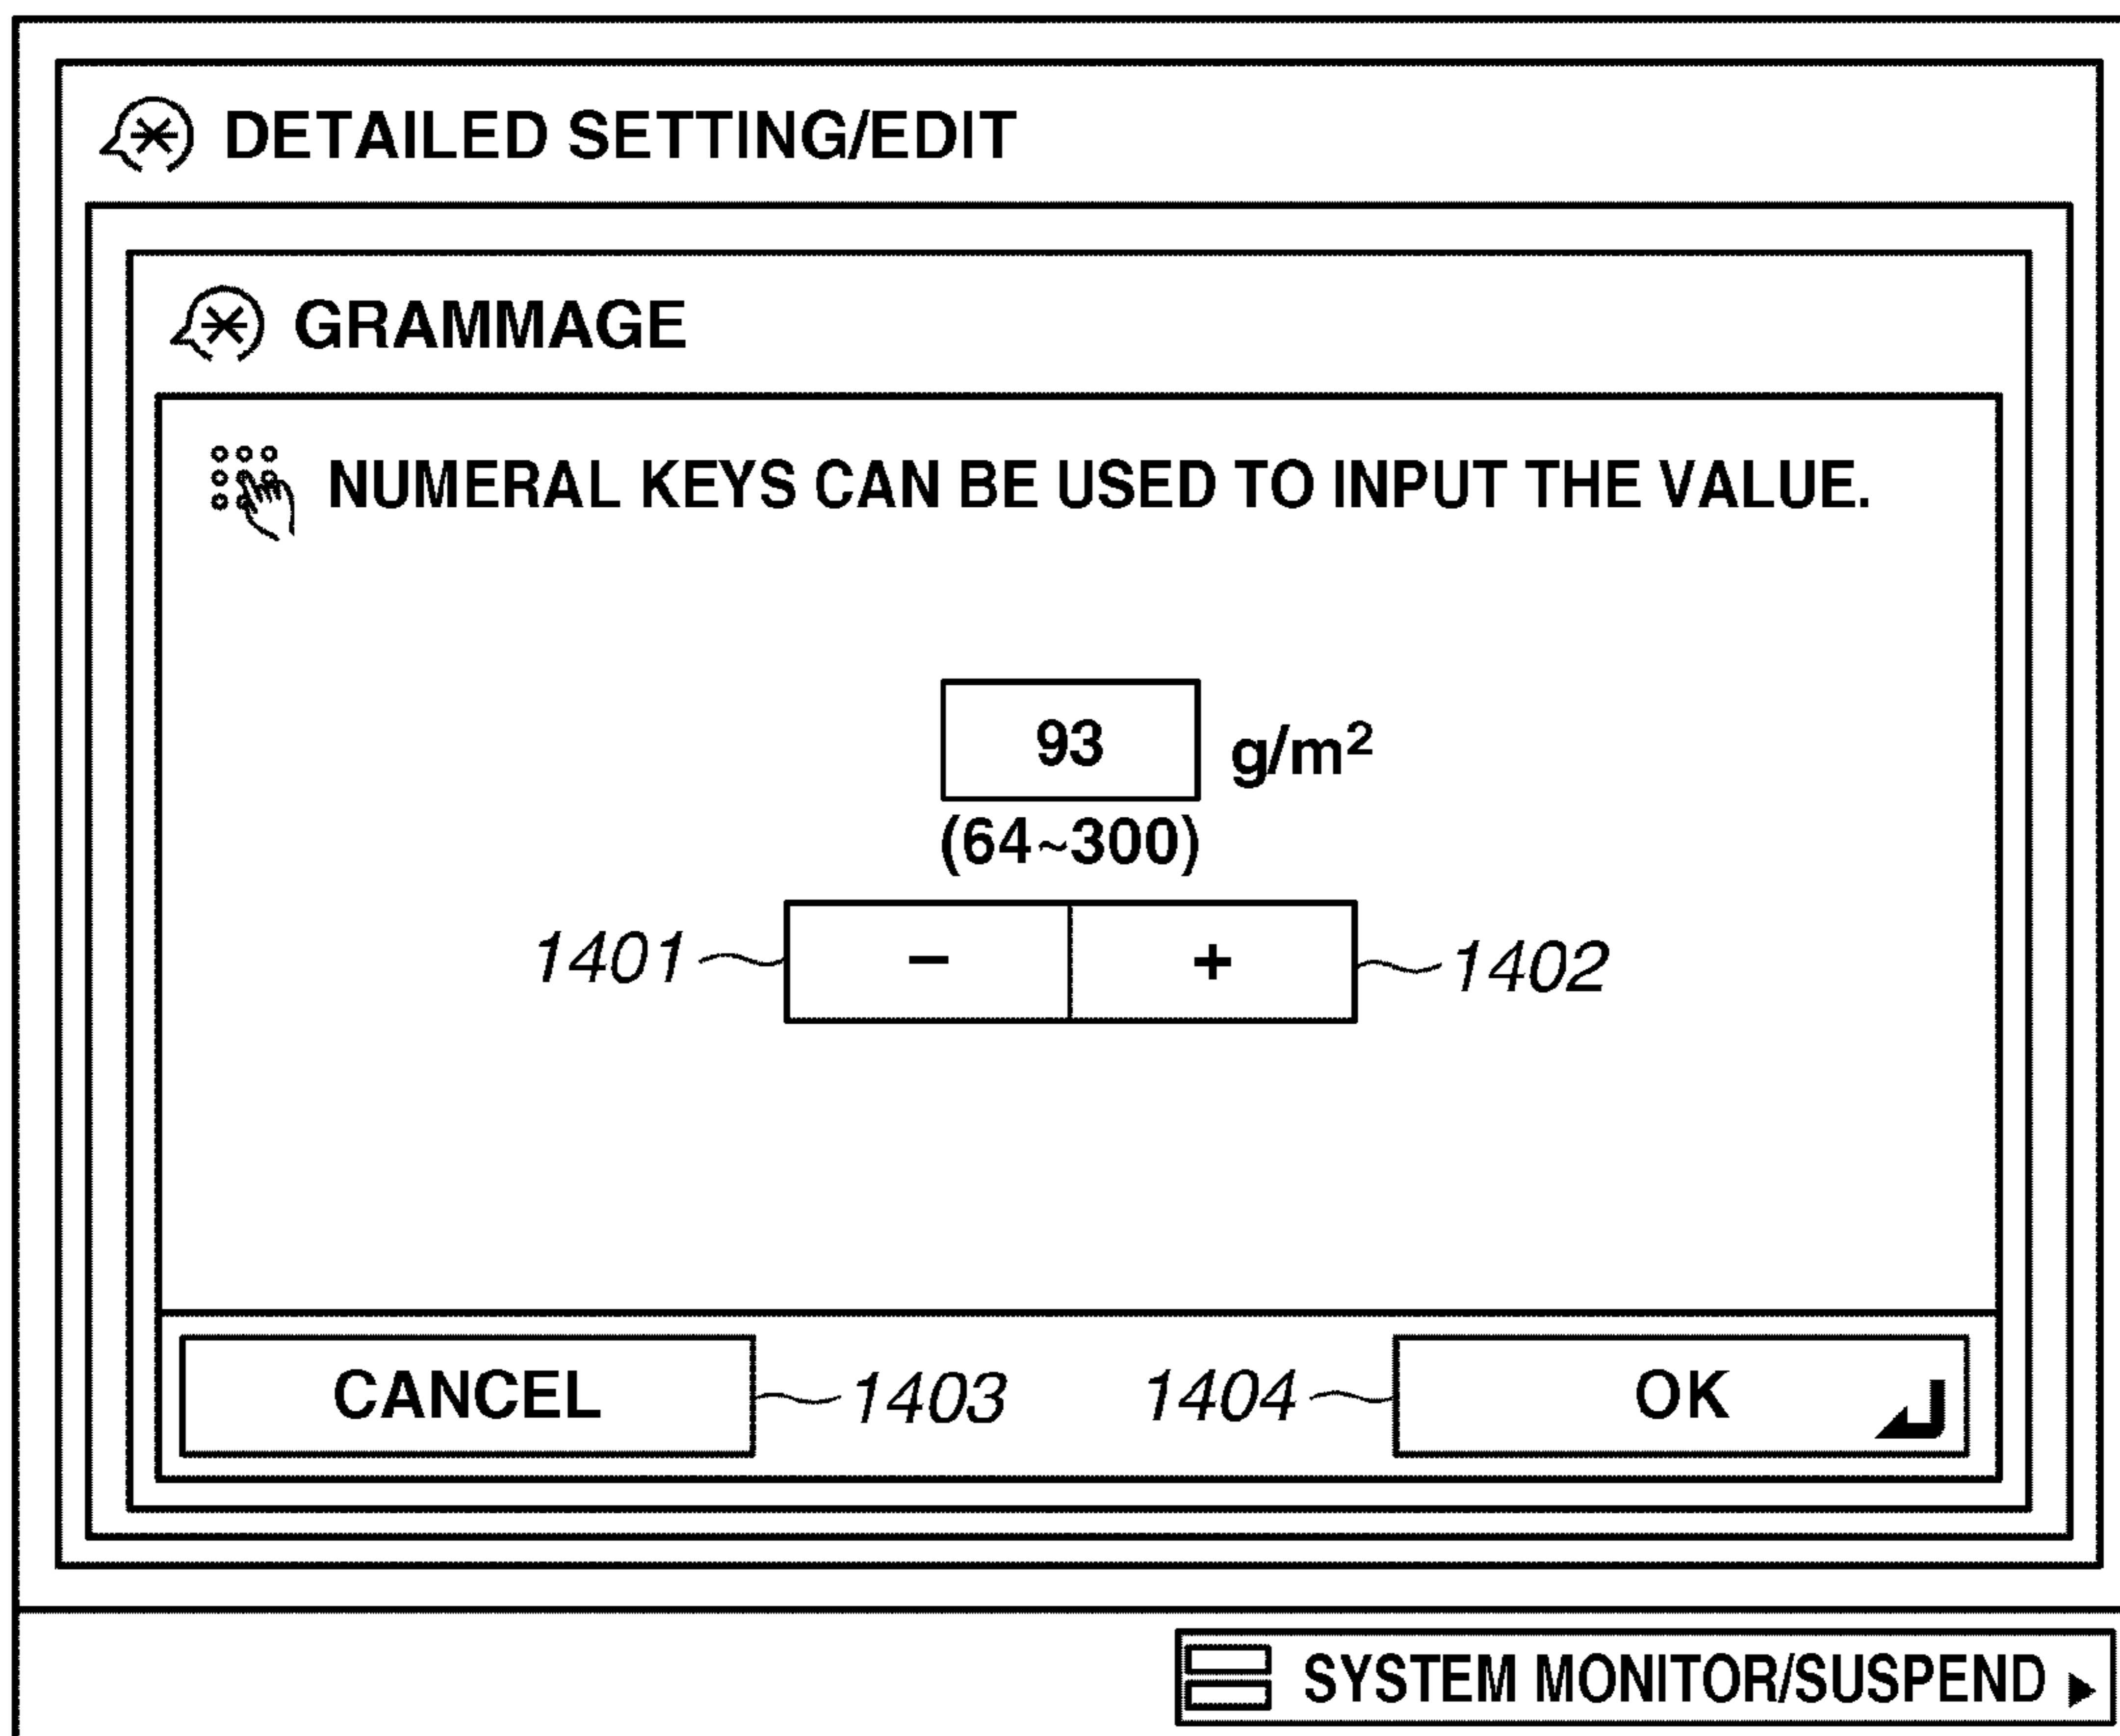 DETAILED SETTING/EDIT
GRAMMAGE
NUMERAL KEYS CAN BE USED TO INPUT THE VALUE.
93 g/m²
(64~300)
1401 − + 1402
CANCEL 1403 1404 OK
SYSTEM MONITOR/SUSPEND